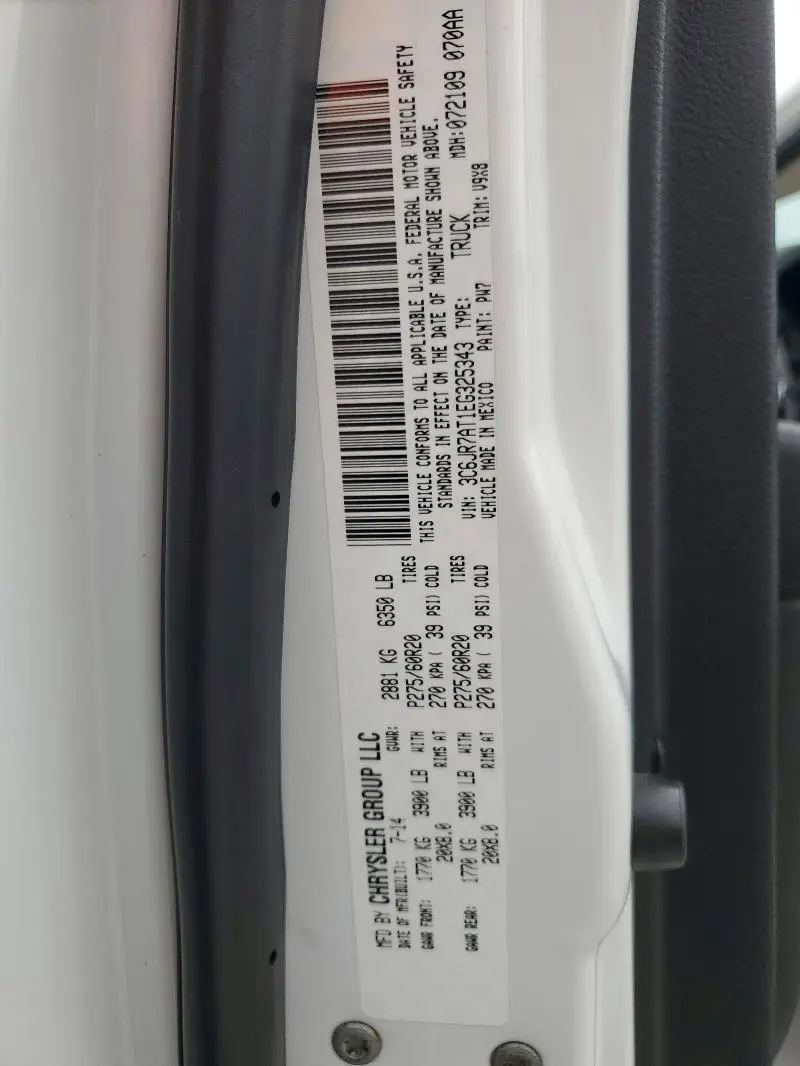 MFD BY CHRYSLER GROUP LLC
DATE OF MFR(BUILT): 7-14 GVWR: 2881 KG 6350 LB
GAWR FRONT: 1770 KG 3900 LB WITH P275/60R20 TIRES
20X8.0 RIMS AT 270 KPA ( 39 PSI) COLD
GAWR REAR: 1770 KG 3900 LB WITH P275/60R20 TIRES
20X8.0 RIMS AT 270 KPA ( 39 PSI) COLD
THIS VEHICLE CONFORMS TO ALL APPLICABLE U.S.A. FEDERAL MOTOR VEHICLE SAFETY
STANDARDS IN EFFECT ON THE DATE OF MANUFACTURE SHOWN ABOVE.
VIN: 3C6JR7AT1EG325343 TYPE: TRUCK MDH:072109 070AA
VEHICLE MADE IN MEXICO PAINT: PW7 TRIM: V9X8